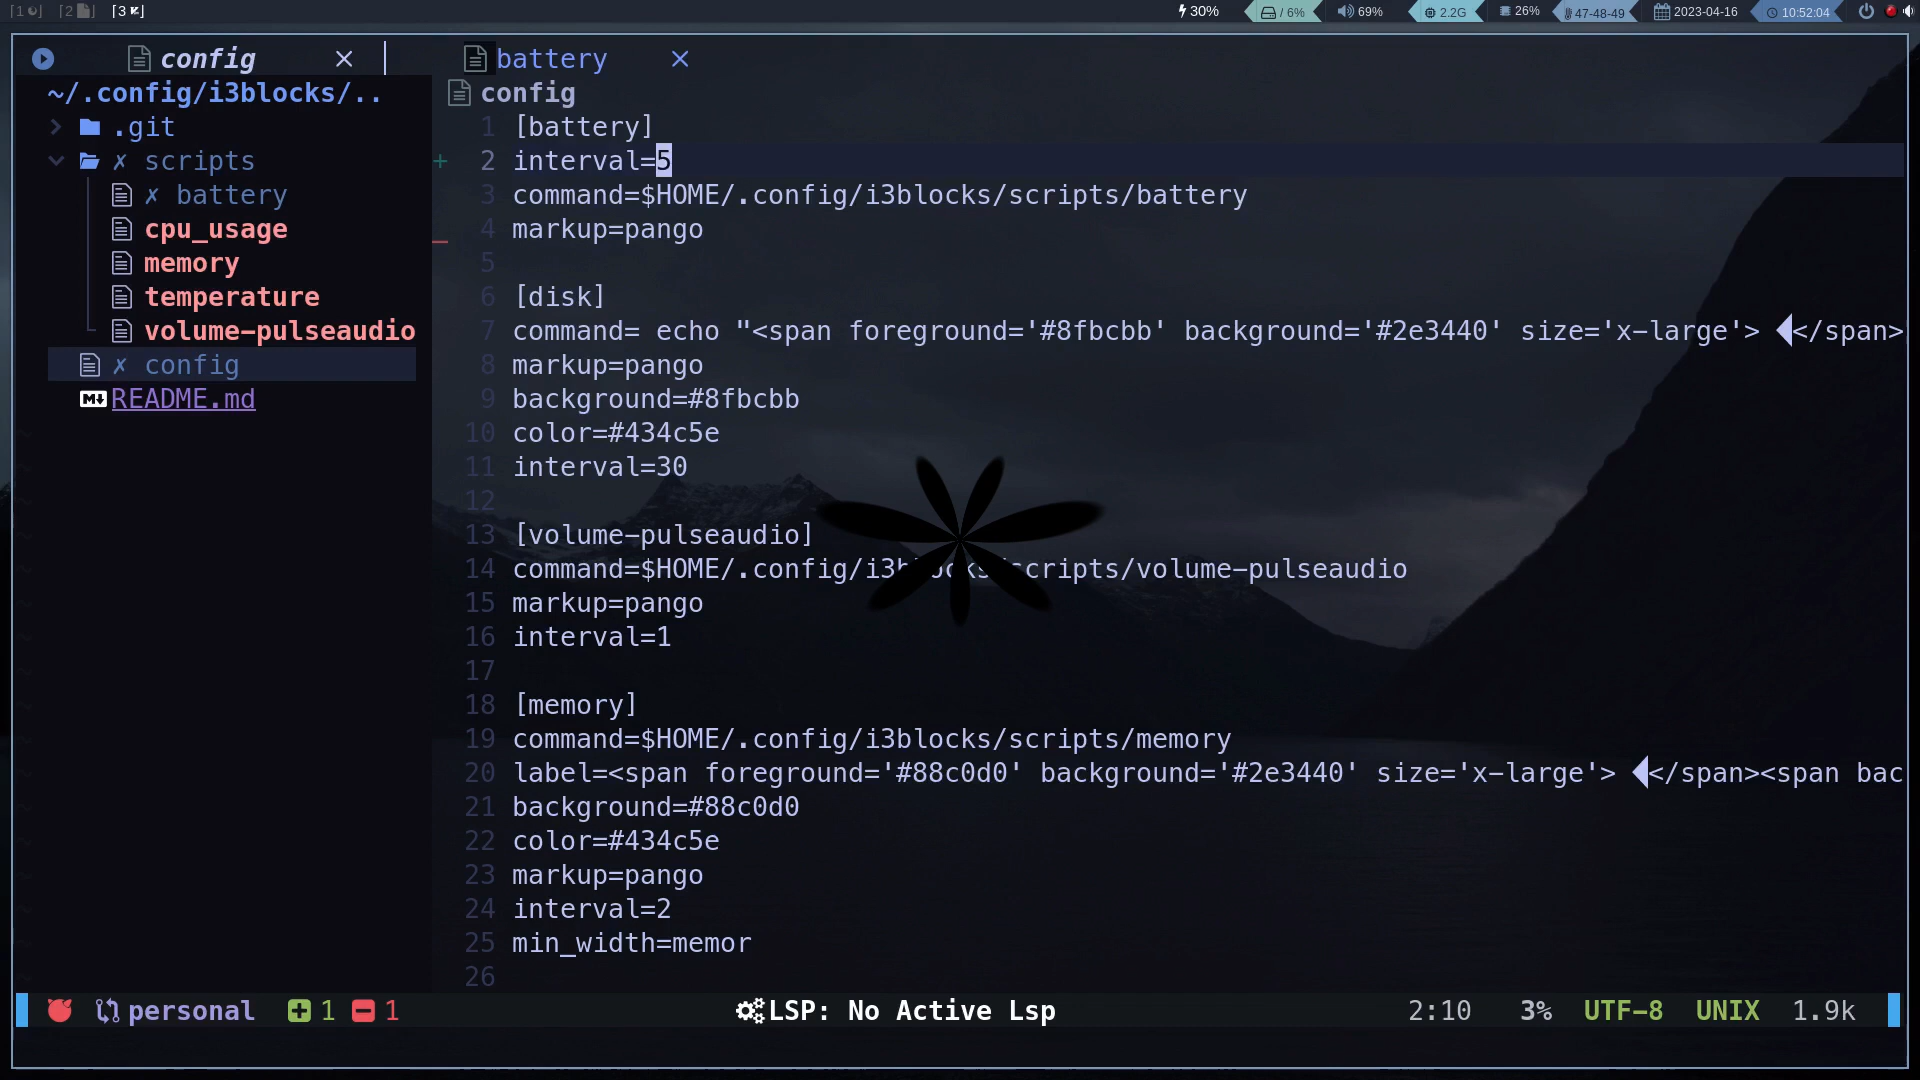 [1 ] [2 ] [3 ] 30% / 6% 69% 2.2G 26% 47-48-49 2023-04-16 10:52:04
config × battery ×
~/.config/i3blocks/..
.git
✗ scripts
✗ battery
cpu_usage
memory
temperature
volume-pulseaudio
✗ config
README.md
config
1 [battery]
+ 2 interval=5
3 command=$HOME/.config/i3blocks/scripts/battery
4 markup=pango
5
6 [disk]
7 command= echo "<span foreground='#8fbcbb' background='#2e3440' size='x-large'> </span>
8 markup=pango
9 background=#8fbcbb
10 color=#434c5e
11 interval=30
12
13 [volume-pulseaudio]
14 command=$HOME/.config/i3blocks/scripts/volume-pulseaudio
15 markup=pango
16 interval=1
17
18 [memory]
19 command=$HOME/.config/i3blocks/scripts/memory
20 label=<span foreground='#88c0d0' background='#2e3440' size='x-large'> </span><span bac
21 background=#88c0d0
22 color=#434c5e
23 markup=pango
24 interval=2
25 min_width=memor
26
personal + 1 - 1 LSP: No Active Lsp 2:10 3% UTF-8 UNIX 1.9k